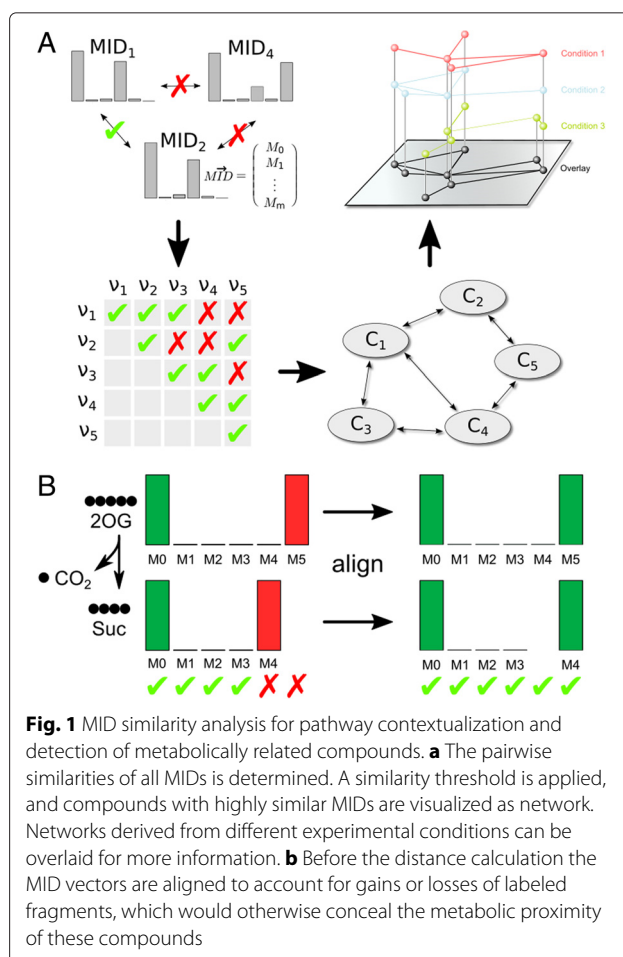 A
MID1
MID4
✗
✓
✗
MID2
MID = ( M0 M1 ⋮ Mm )
Condition 1
Condition 2
Condition 3
Overlay
ν1 ν2 ν3 ν4 ν5
ν1 ✓ ✓ ✓ ✗ ✗
ν2 ✓ ✗ ✗ ✓
ν3 ✓ ✓ ✗
ν4 ✓ ✓
ν5 ✓
C1
C2
C3
C4
C5
B
2OG
CO2
Suc
M0 M1 M2 M3 M4 M5
align
M0 M1 M2 M3 M4 M5
M0 M1 M2 M3 M4
✓ ✓ ✓ ✓ ✗ ✗
M0 M1 M2 M3 M4
✓ ✓ ✓ ✓ ✓ ✓
Fig. 1 MID similarity analysis for pathway contextualization and
detection of metabolically related compounds. a The pairwise
similarities of all MIDs is determined. A similarity threshold is applied,
and compounds with highly similar MIDs are visualized as network.
Networks derived from different experimental conditions can be
overlaid for more information. b Before the distance calculation the
MID vectors are aligned to account for gains or losses of labeled
fragments, which would otherwise conceal the metabolic proximity
of these compounds